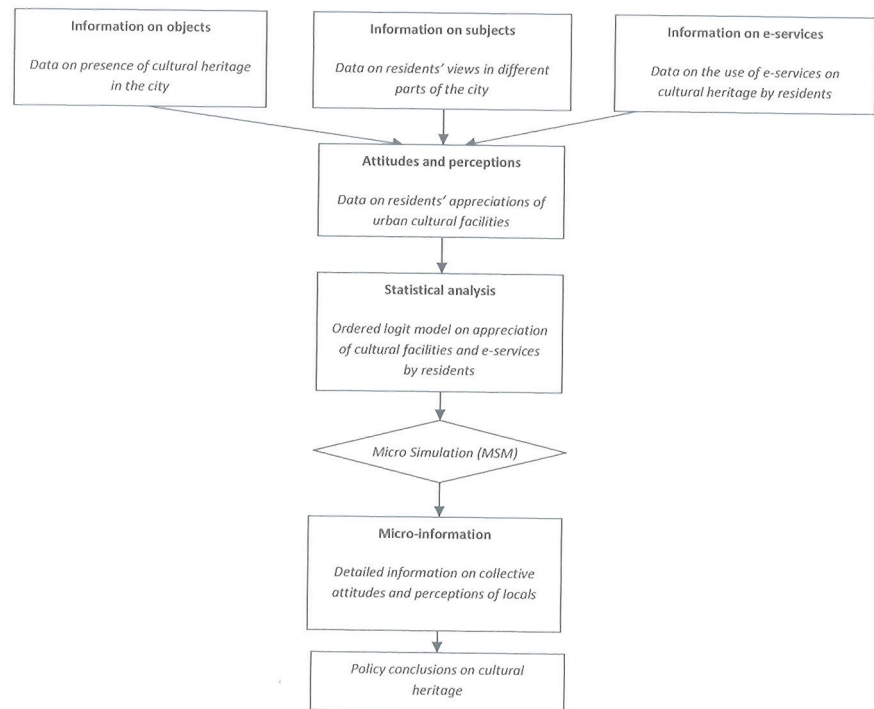 Information on objects
Data on presence of cultural heritage
in the city
Information on subjects
Data on residents' views in different
parts of the city
Information on e-services
Data on the use of e-services on
cultural heritage by residents
Attitudes and perceptions
Data on residents' appreciations of
urban cultural facilities
Statistical analysis
Ordered logit model on appreciation
of cultural facilities and e-services
by residents
Micro Simulation (MSM)
Micro-information
Detailed information on collective
attitudes and perceptions of locals
Policy conclusions on cultural
heritage